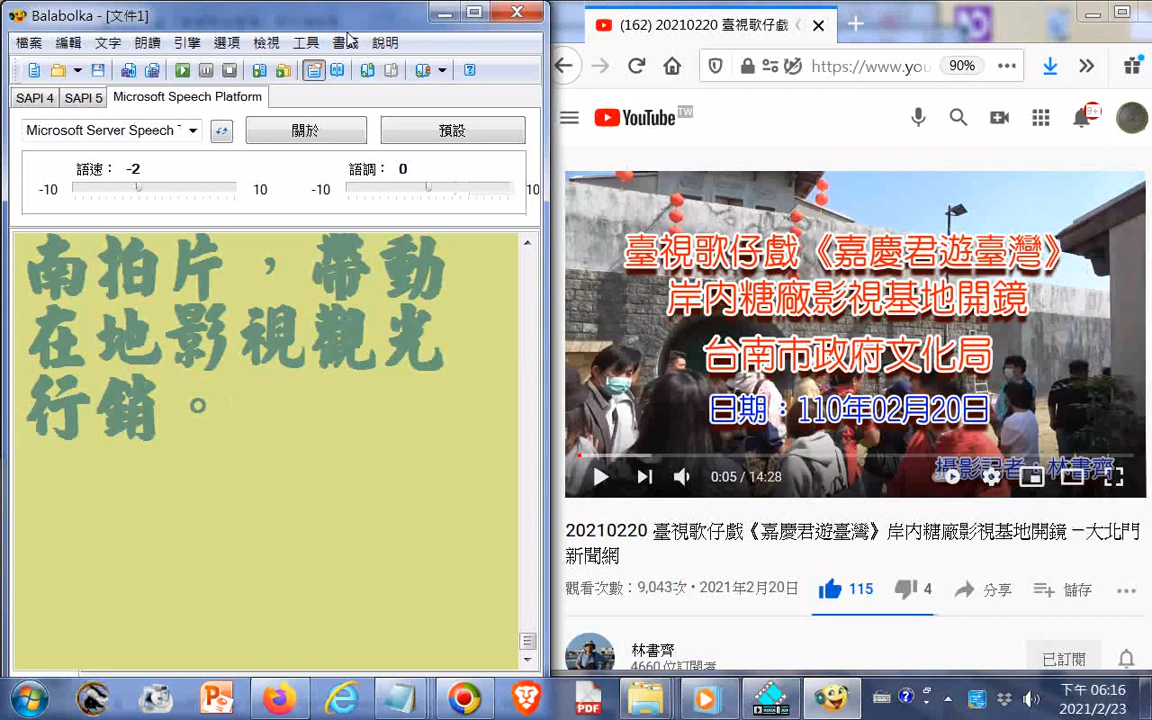 Balabolka - [文件1]
檔案 編輯 文字 朗讀 引擎 選項 檢視 工具 書籤 說明
SAPI 4 SAPI 5 Microsoft Speech Platform
Microsoft Server Speech
關於
預設
語速： -2
-10 10
語調： 0
-10 10
南拍片，帶動
在地影視觀光
行銷。
(162) 20210220 臺視歌仔戲《
https://www.you
90%
YouTube TW
9+
臺視歌仔戲《嘉慶君遊臺灣》
岸內糖廠影視基地開鏡
台南市政府文化局
日期：110年02月20日
攝影記者：林書齊
0:05 / 14:28
20210220 臺視歌仔戲《嘉慶君遊臺灣》岸内糖廠影視基地開鏡－大北門
新聞網
觀看次數：9,043次・2021年2月20日
115 4 分享 儲存
林書齊
4660位訂閱者
已訂閱
PDF
下午 06:16
2021/2/23